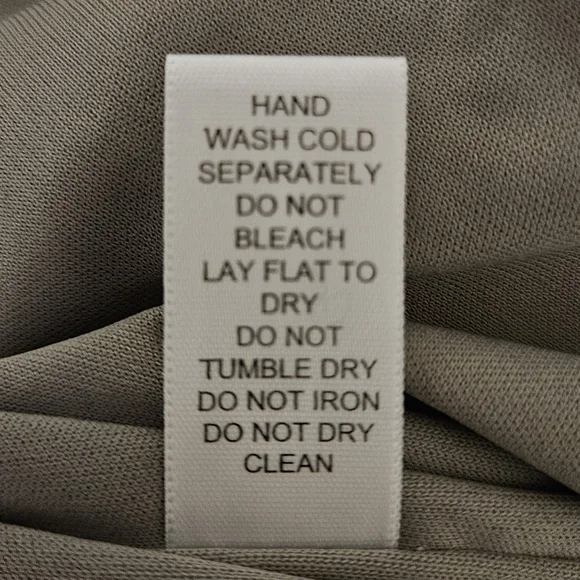 HAND
WASH COLD
SEPARATELY
DO NOT
BLEACH
LAY FLAT TO
DRY
DO NOT
TUMBLE DRY
DO NOT IRON
DO NOT DRY
CLEAN